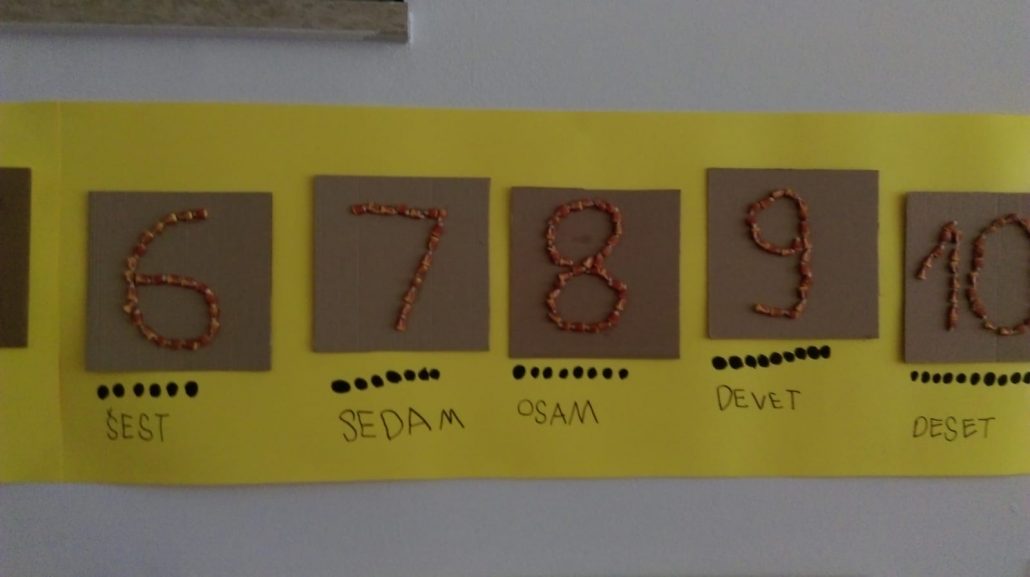 6 7 8 9 10
ŠEST SEDAM OSAM DEVET DESET